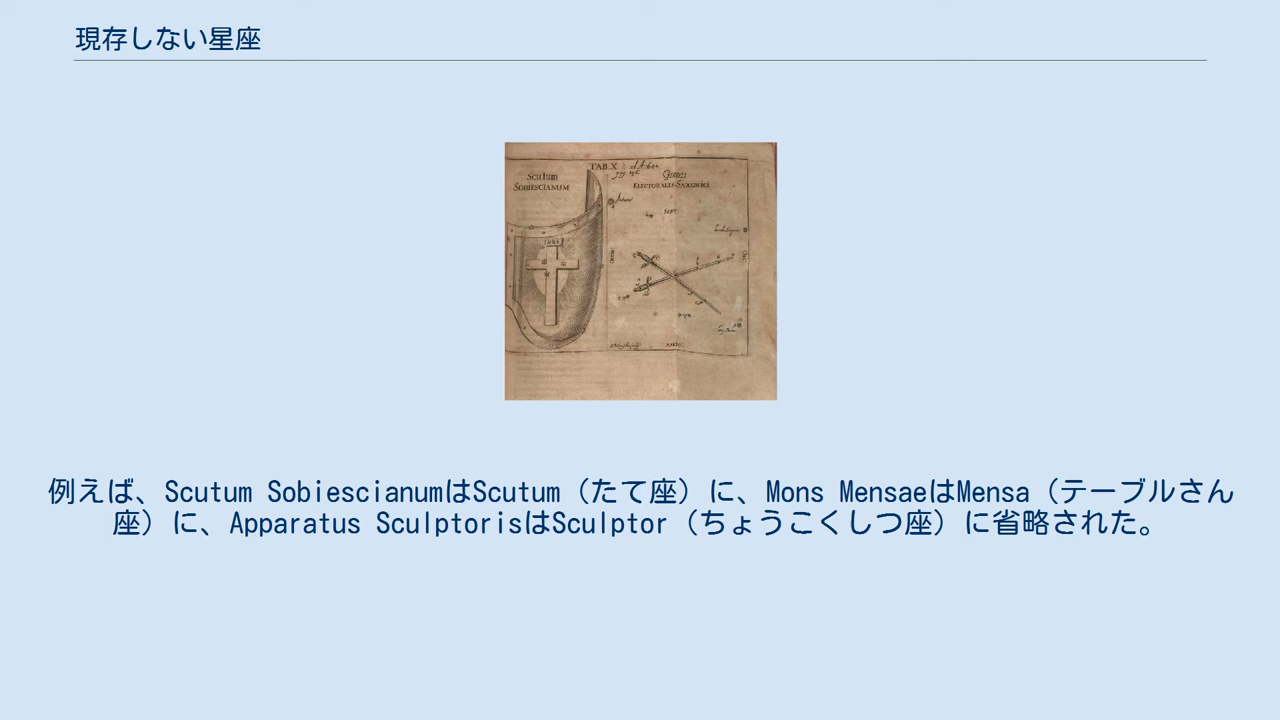 現存しない星座
TAB X
Scutum
SOBIESCIANUM
ELECTORALES SAXONICI
INRI
例えば、Scutum SobiescianumはScutum（たて座）に、Mons MensaeはMensa（テーブルさん
座）に、Apparatus SculptorisはSculptor（ちょうこくしつ座）に省略された。